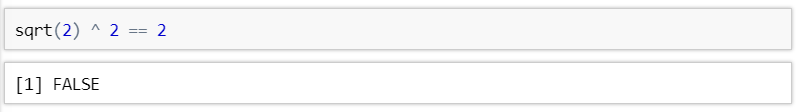 sqrt(2) ^ 2 == 2
[1] FALSE